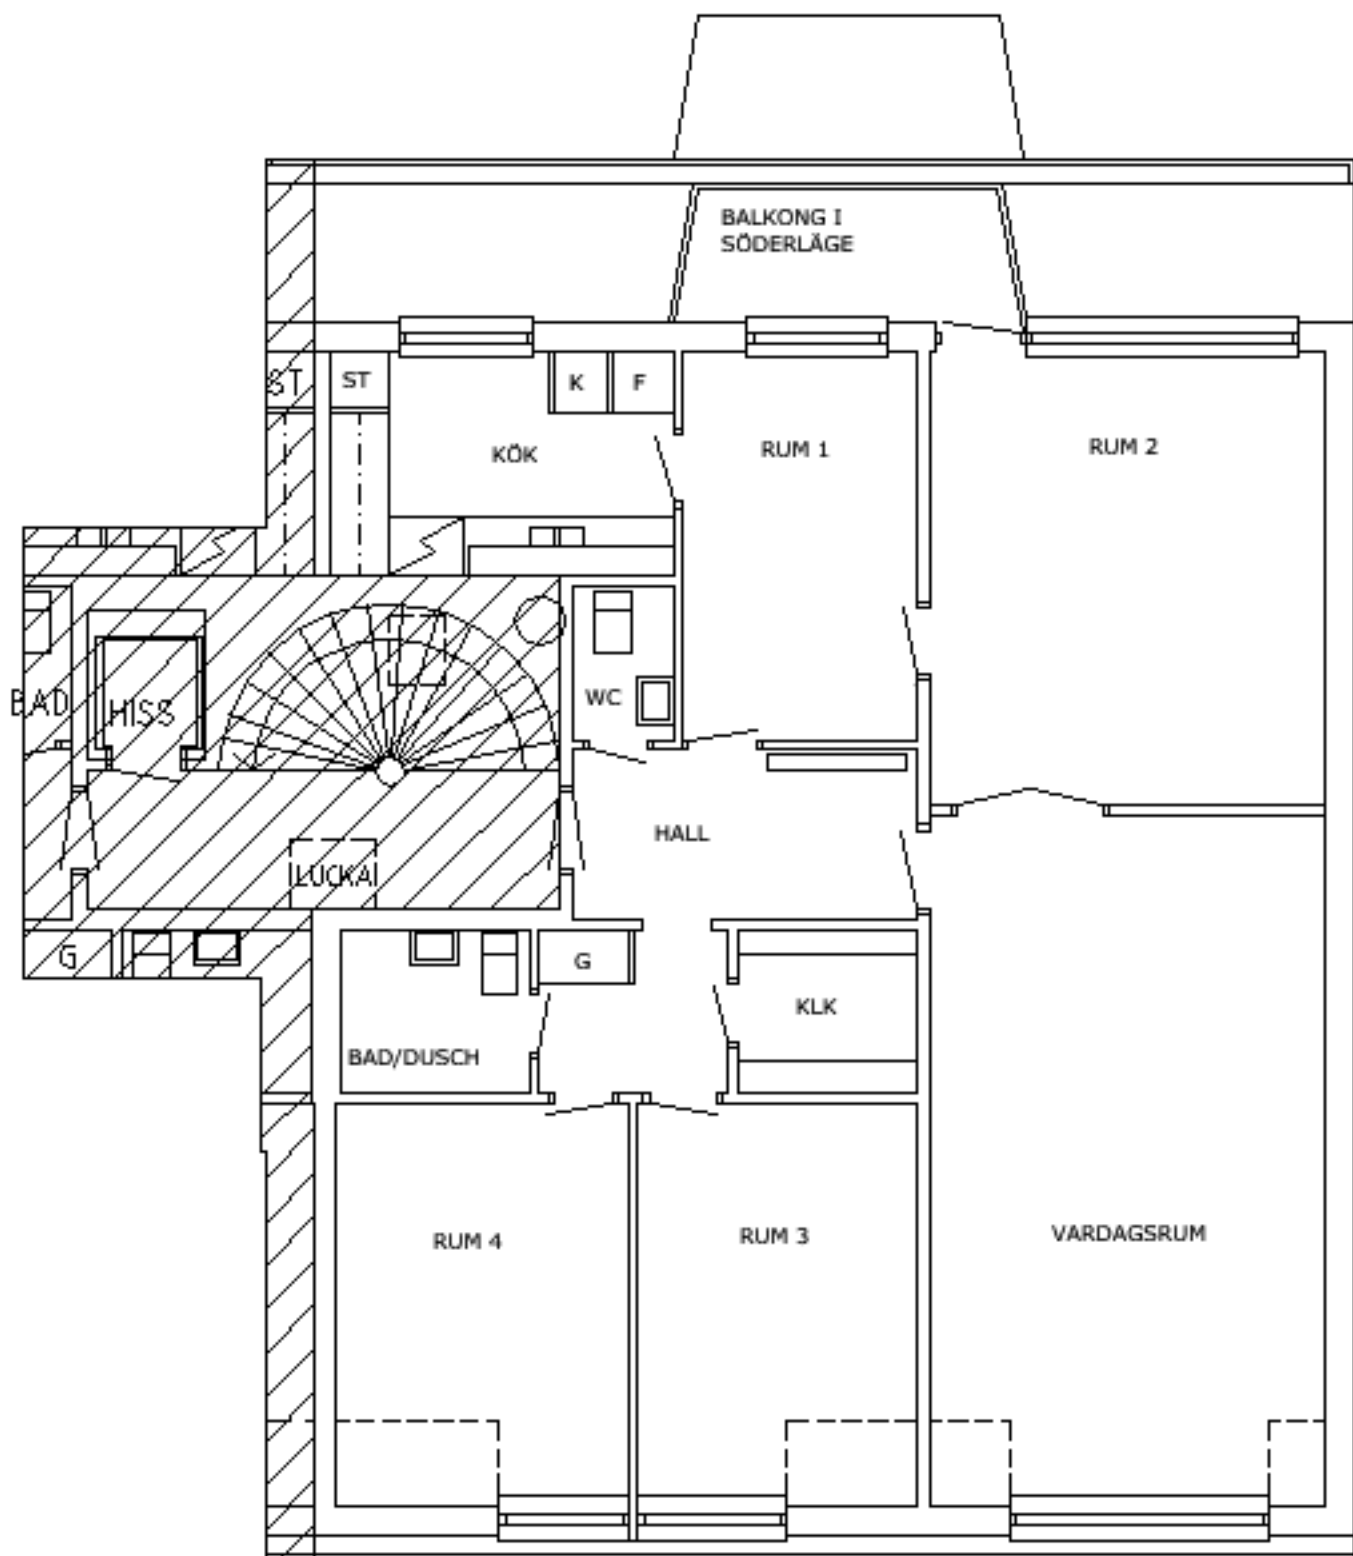 BALKONG I
SÖDERLÄGE
ST
ST
K
F
KÖK
RUM 1
RUM 2
BAD
HISS
WC
HALL
LUCKA
G
G
KLK
BAD/DUSCH
RUM 4
RUM 3
VARDAGSRUM